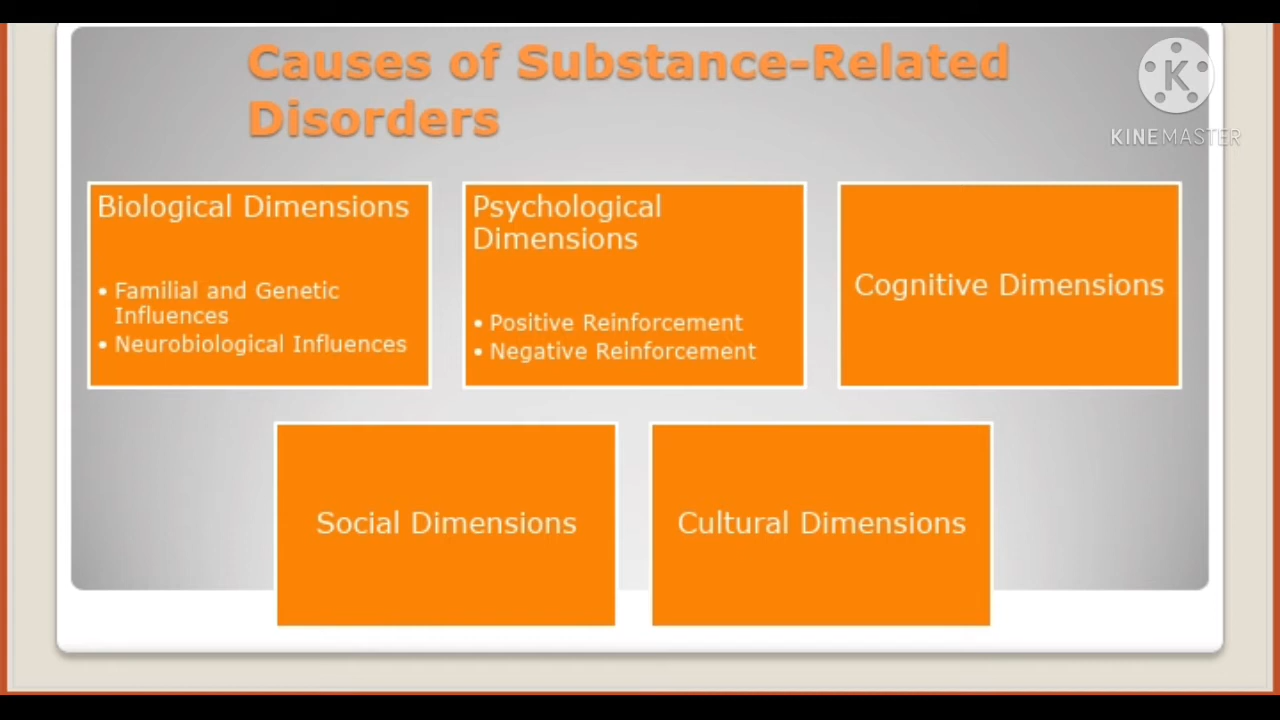 Causes of Substance-Related
Disorders
K
KINEMASTER
Biological Dimensions
• Familial and Genetic
Influences
• Neurobiological Influences
Psychological
Dimensions
• Positive Reinforcement
• Negative Reinforcement
Cognitive Dimensions
Social Dimensions
Cultural Dimensions